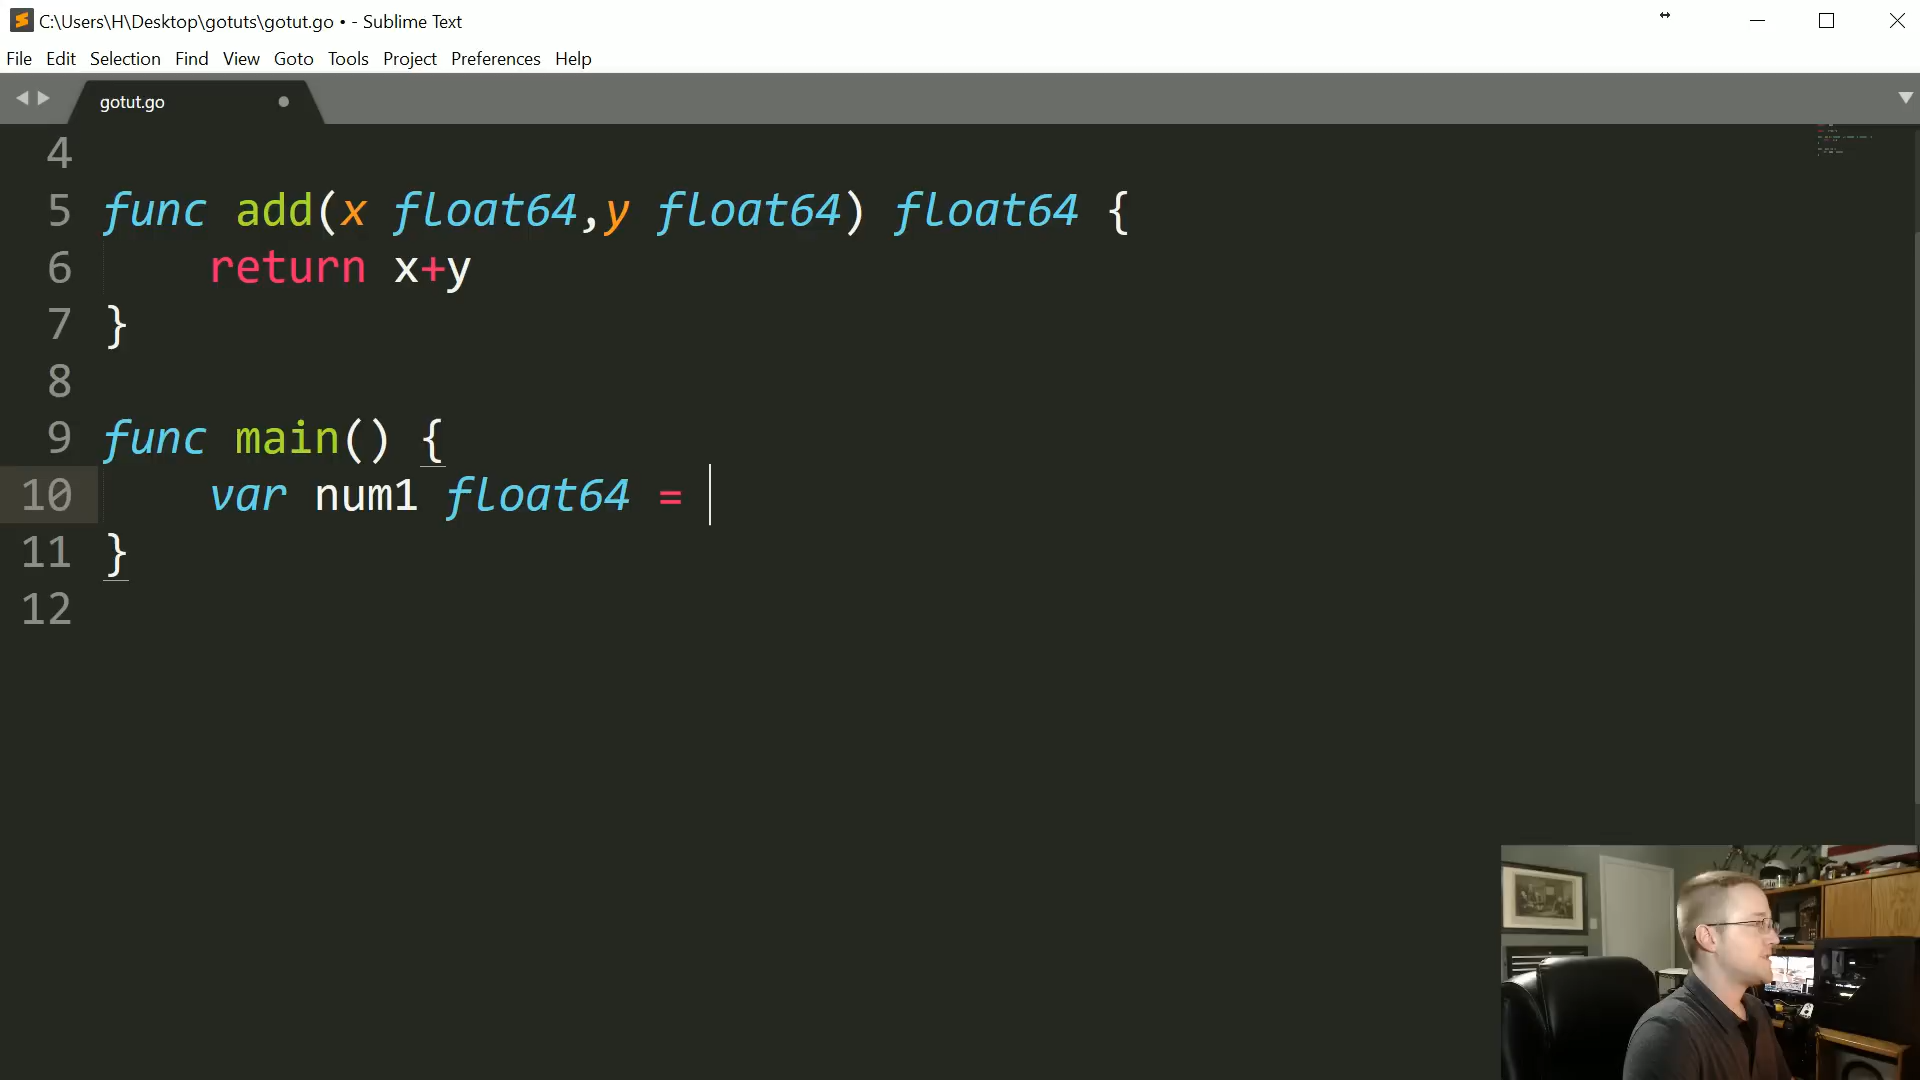 C:\Users\H\Desktop\gotuts\gotut.go • - Sublime Text
File Edit Selection Find View Goto Tools Project Preferences Help
gotut.go
4
5 func add(x float64,y float64) float64 {
6 return x+y
7 }
8
9 func main() {
10 var num1 float64 =
11 }
12